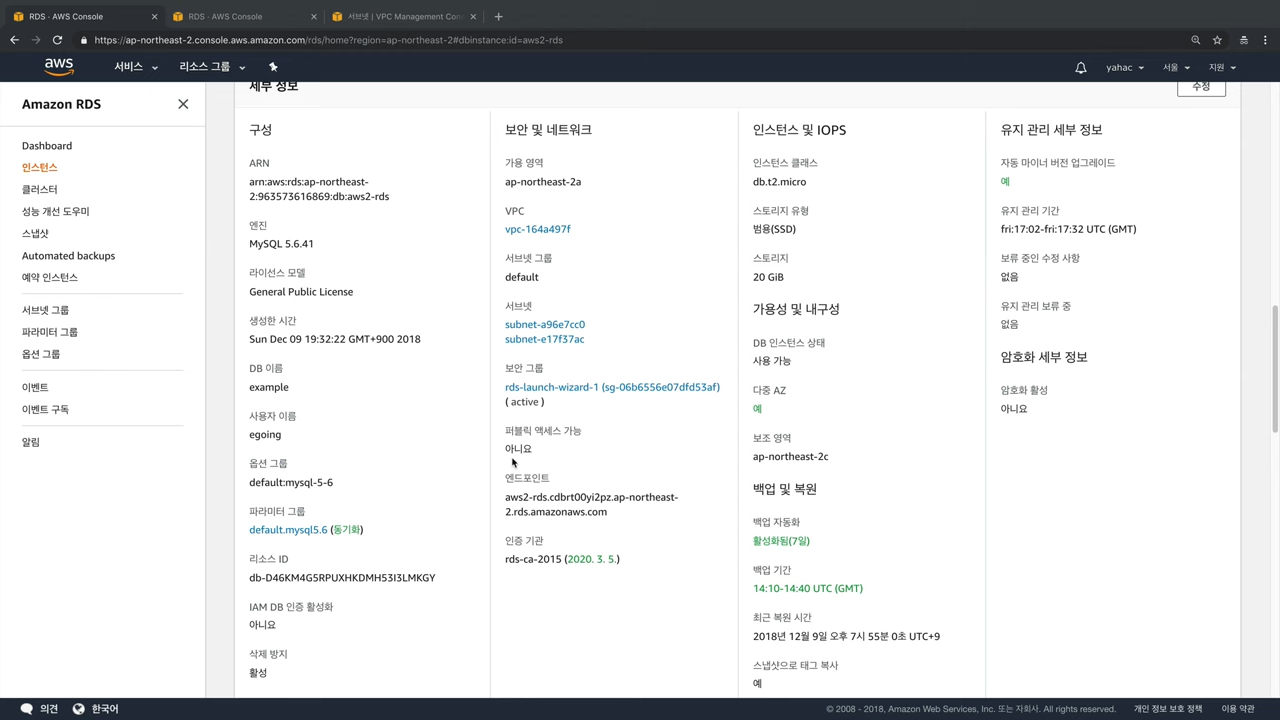 RDS · AWS Console
RDS · AWS Console
서브넷 | VPC Management Con
https://ap-northeast-2.console.aws.amazon.com/rds/home?region=ap-northeast-2#dbinstance:id=aws2-rds
aws
서비스
리소스 그룹
yahac
서울
지원
Amazon RDS
Dashboard
인스턴스
클러스터
성능 개선 도우미
스냅샷
Automated backups
예약 인스턴스
서브넷 그룹
파라미터 그룹
옵션 그룹
이벤트
이벤트 구독
알림
세부 정보
수정
구성
ARN
arn:aws:rds:ap-northeast-
2:963573616869:db:aws2-rds
엔진
MySQL 5.6.41
라이선스 모델
General Public License
생성한 시간
Sun Dec 09 19:32:22 GMT+900 2018
DB 이름
example
사용자 이름
egoing
옵션 그룹
default:mysql-5-6
파라미터 그룹
default.mysql5.6 (동기화)
리소스 ID
db-D46KM4G5RPUXHKDMH53I3LMKGY
IAM DB 인증 활성화
아니요
삭제 방지
활성
보안 및 네트워크
가용 영역
ap-northeast-2a
VPC
vpc-164a497f
서브넷 그룹
default
서브넷
subnet-a96e7cc0
subnet-e17f37ac
보안 그룹
rds-launch-wizard-1 (sg-06b6556e07dfd53af)
( active )
퍼블릭 액세스 가능
아니요
엔드포인트
aws2-rds.cdbrt00yi2pz.ap-northeast-
2.rds.amazonaws.com
인증 기관
rds-ca-2015 (2020. 3. 5.)
인스턴스 및 IOPS
인스턴스 클래스
db.t2.micro
스토리지 유형
범용(SSD)
스토리지
20 GiB
가용성 및 내구성
DB 인스턴스 상태
사용 가능
다중 AZ
예
보조 영역
ap-northeast-2c
백업 및 복원
백업 자동화
활성화됨(7일)
백업 기간
14:10-14:40 UTC (GMT)
최근 복원 시간
2018년 12월 9일 오후 7시 55분 0초 UTC+9
스냅샷으로 태그 복사
예
유지 관리 세부 정보
자동 마이너 버전 업그레이드
예
유지 관리 기간
fri:17:02-fri:17:32 UTC (GMT)
보류 중인 수정 사항
없음
유지 관리 보류 중
없음
암호화 세부 정보
암호화 활성
아니요
의견
한국어
© 2008 - 2018, Amazon Web Services, Inc. 또는 자회사. All rights reserved.
개인 정보 보호 정책
이용 약관